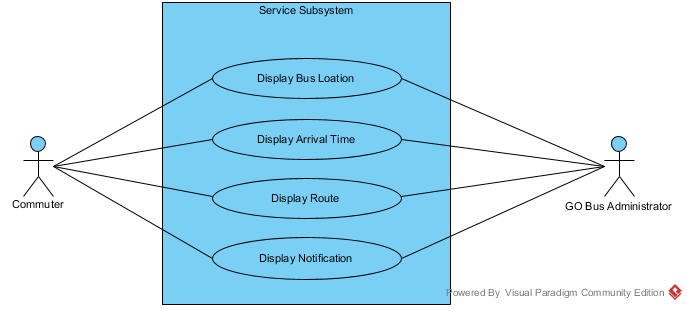 Service Subsystem
Display Bus Loation
Display Arrival Time
Display Route
Display Notification
Commuter
GO Bus Administrator
Powered By Visual Paradigm Community Edition